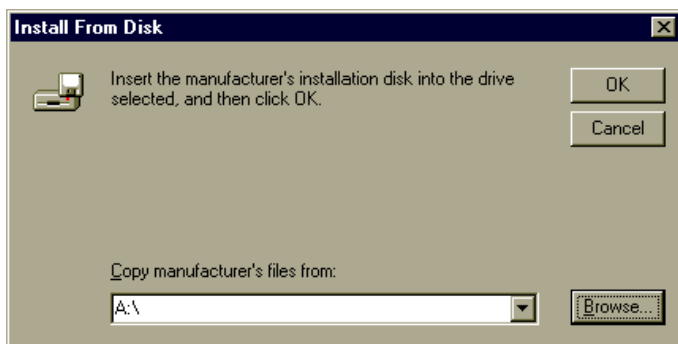 Install From Disk
Insert the manufacturer's installation disk into the drive
selected, and then click OK.
OK
Cancel
Copy manufacturer's files from:
A:\
Browse...